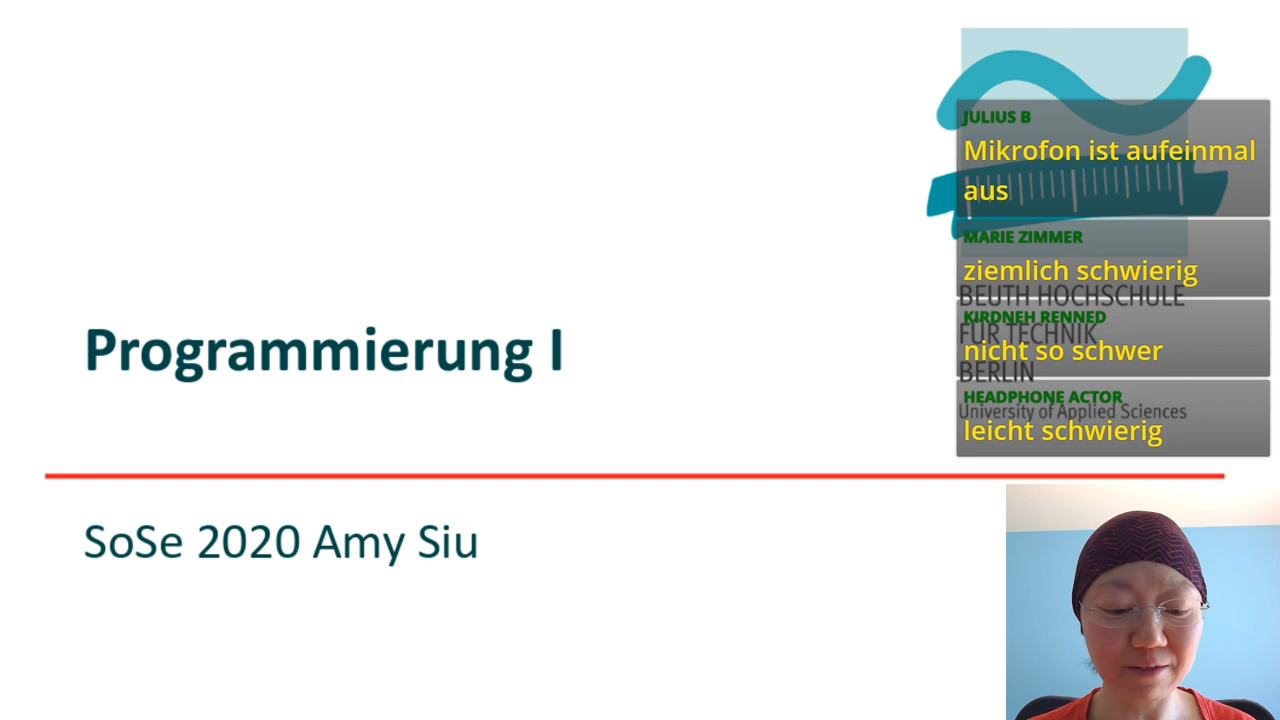 Programmierung I
SoSe 2020 Amy Siu
JULIUS B
Mikrofon ist aufeinmal
aus
MARIE ZIMMER
ziemlich schwierig
BEUTH HOCHSCHULE
KIRDNEH RENNED
FÜR TECHNIK
nicht so schwer
BERLIN
HEADPHONE ACTOR
University of Applied Sciences
leicht schwierig